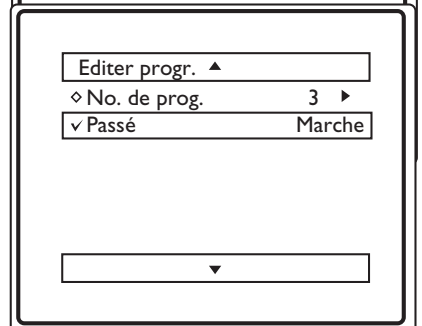 Editer progr. ▲
◇ No. de prog. 3 ▶
✓ Passé Marche
▼